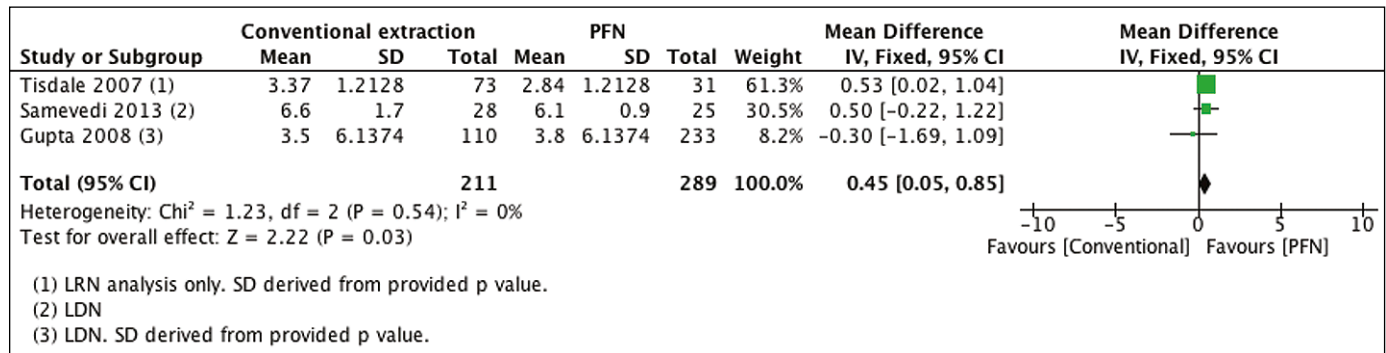 Conventional extraction PFN Mean Difference Mean Difference
Study or Subgroup Mean SD Total Mean SD Total Weight IV, Fixed, 95% CI IV, Fixed, 95% CI
Tisdale 2007 (1) 3.37 1.2128 73 2.84 1.2128 31 61.3% 0.53 [0.02, 1.04]
Samevedi 2013 (2) 6.6 1.7 28 6.1 0.9 25 30.5% 0.50 [-0.22, 1.22]
Gupta 2008 (3) 3.5 6.1374 110 3.8 6.1374 233 8.2% -0.30 [-1.69, 1.09]
Total (95% CI) 211 289 100.0% 0.45 [0.05, 0.85]
Heterogeneity: Chi² = 1.23, df = 2 (P = 0.54); I² = 0%
Test for overall effect: Z = 2.22 (P = 0.03)
-10 -5 0 5 10
Favours [Conventional] Favours [PFN]
(1) LRN analysis only. SD derived from provided p value.
(2) LDN
(3) LDN. SD derived from provided p value.